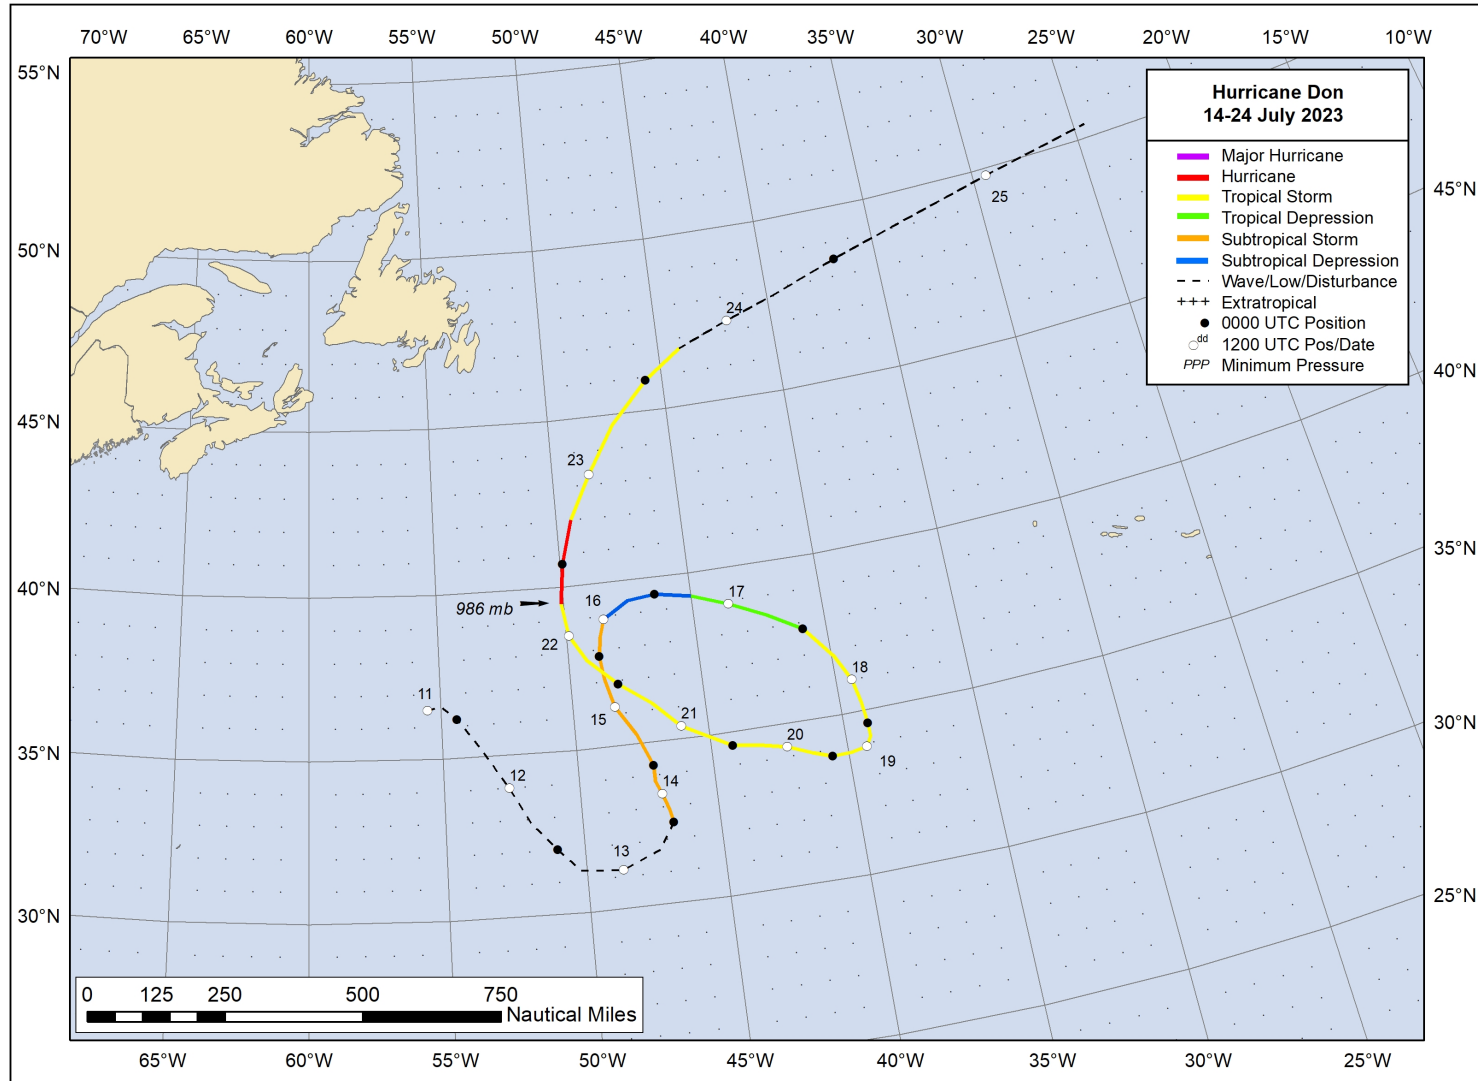 70°W 65°W 60°W 55°W 50°W 45°W 40°W 35°W 30°W 25°W 20°W 15°W 10°W
55°N
50°N
45°N
40°N
35°N
30°N
45°N
40°N
35°N
30°N
25°N
Hurricane Don
14-24 July 2023
Major Hurricane
Hurricane
Tropical Storm
Tropical Depression
Subtropical Storm
Subtropical Depression
Wave/Low/Disturbance
+++ Extratropical
0000 UTC Position
dd 1200 UTC Pos/Date
PPP Minimum Pressure
25
24
23
986 mb
16
17
22
18
11
15
21
20
19
12
14
13
0 125 250 500 750
Nautical Miles
65°W 60°W 55°W 50°W 45°W 40°W 35°W 30°W 25°W